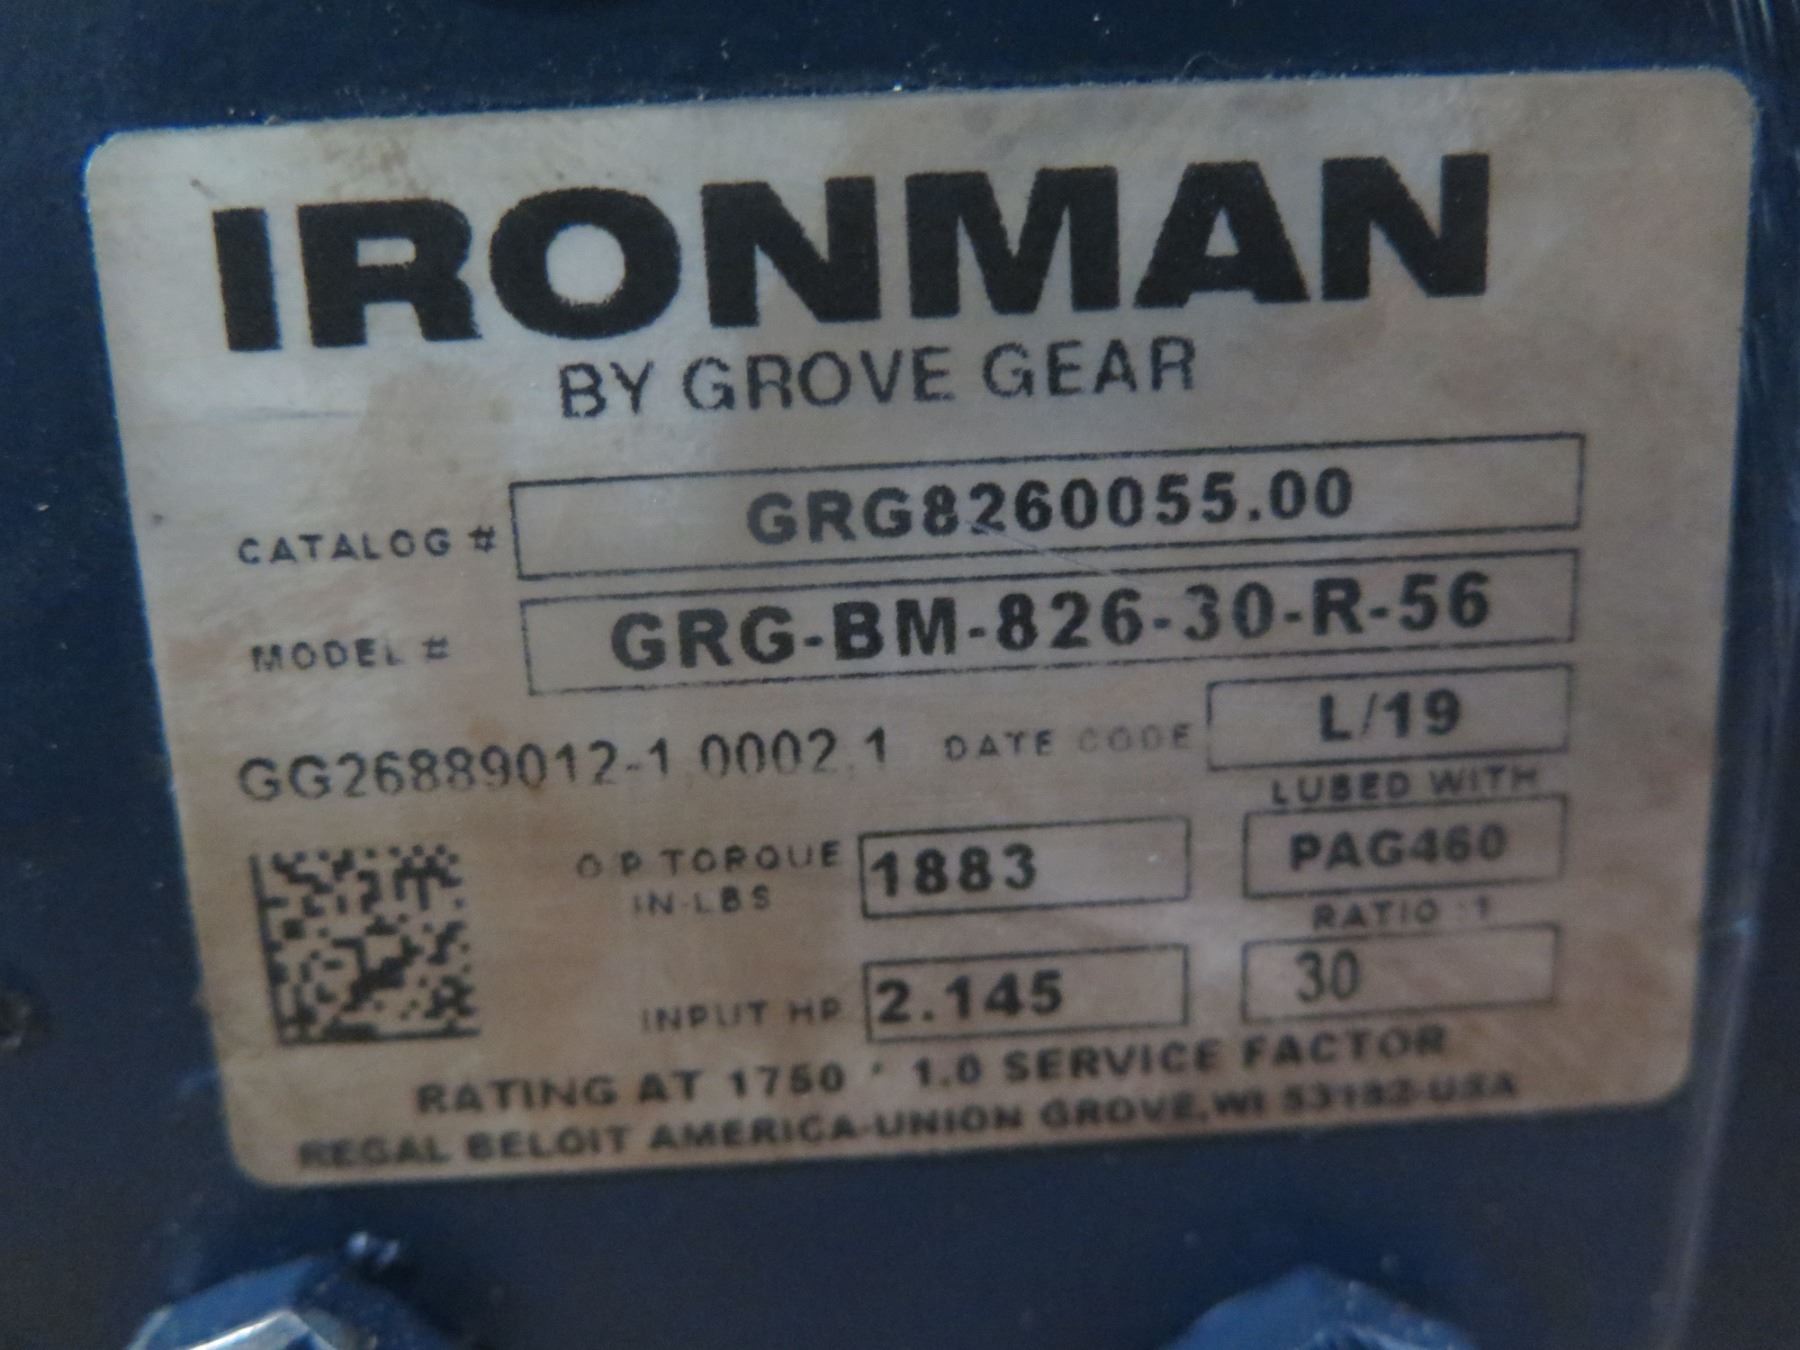 IRONMAN
BY GROVE GEAR
CATALOG # GRG8260055.00
MODEL # GRG-BM-826-30-R-56
GG26889012-1 0002.1 DATE CODE L/19
LUBED WITH
O/P TORQUE 1883 PAG460
IN-LBS
RATIO :1
INPUT HP 2.145 30
RATING AT 1750 * 1.0 SERVICE FACTOR
REGAL BELOIT AMERICA-UNION GROVE, WI 53182-USA